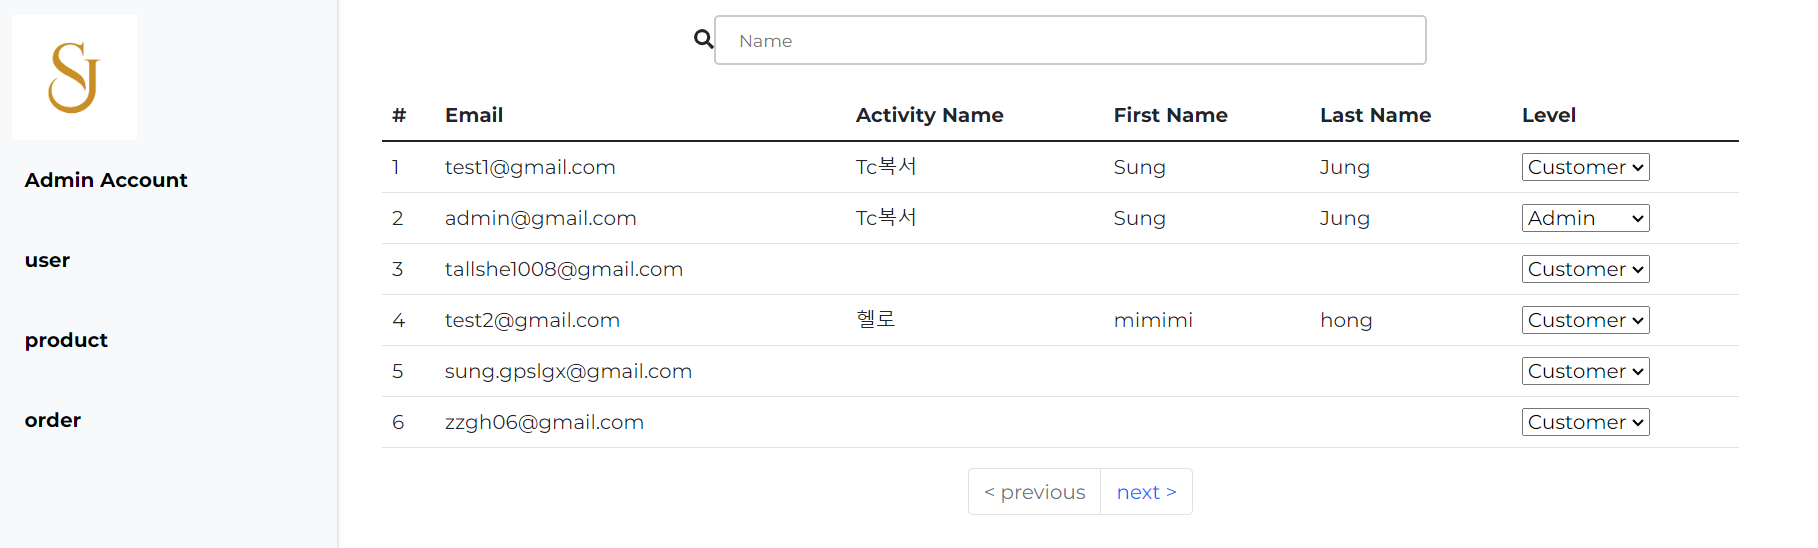 SJ
Admin Account
user
product
order
Name
# Email Activity Name First Name Last Name Level
1 test1@gmail.com Tc복서 Sung Jung Customer
2 admin@gmail.com Tc복서 Sung Jung Admin
3 tallshe1008@gmail.com Customer
4 test2@gmail.com 헬로 mimimi hong Customer
5 sung.gpslgx@gmail.com Customer
6 zzgh06@gmail.com Customer
< previous next >